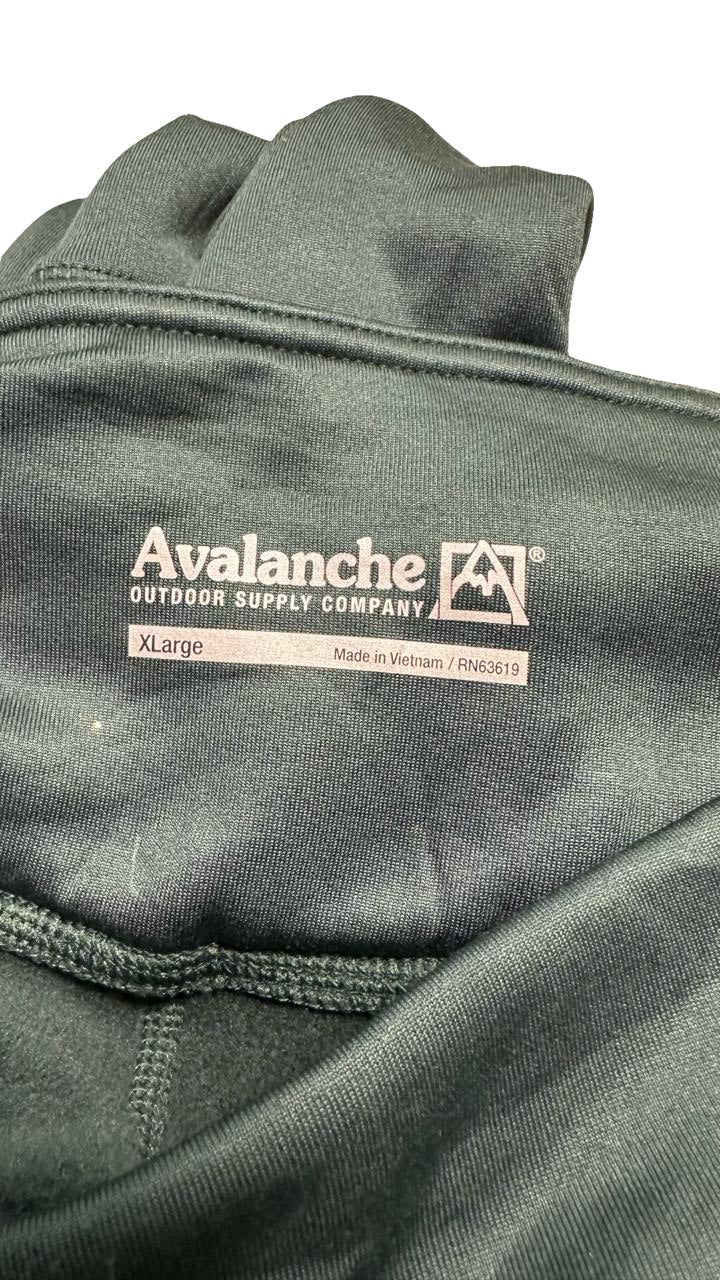 Avalanche ®
OUTDOOR SUPPLY COMPANY
XLarge
Made in Vietnam / RN63619